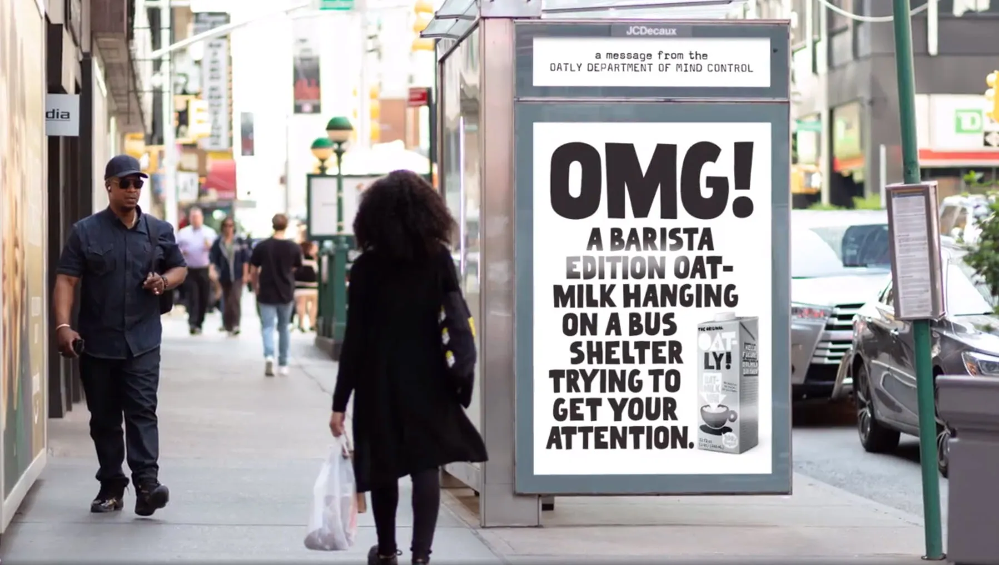 JCDecaux
a message from the
OATLY DEPARTMENT OF MIND CONTROL
OMG!
A BARISTA
EDITION OAT-
MILK HANGING
ON A BUS
SHELTER
TRYING TO
GET YOUR
ATTENTION.
THE ORIGINAL
OAT-
LY!
OAT-
MILK
dia
TD